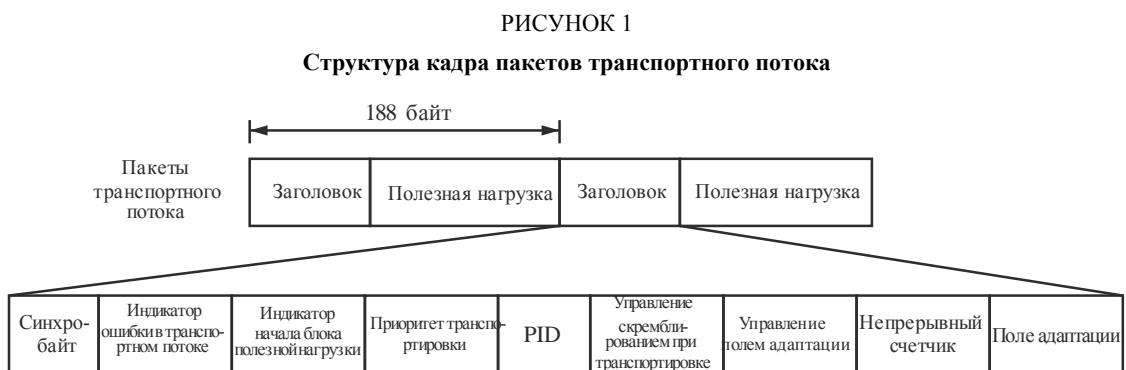 РИСУНОК 1
Структура кадра пакетов транспортного потока
188 байт
Пакеты
транспортного
потока
Заголовок
Полезная нагрузка
Заголовок
Полезная нагрузка
Синхро-
байт
Индикатор
ошибки в транспо-
ртном потоке
Индикатор
начала блока
полезной нагрузки
Приоритет транспо-
ртировки
PID
Управление
скрембли-
рованием при
транспортировке
Управление
полем адаптации
Непрерывный
счетчик
Поле адаптации